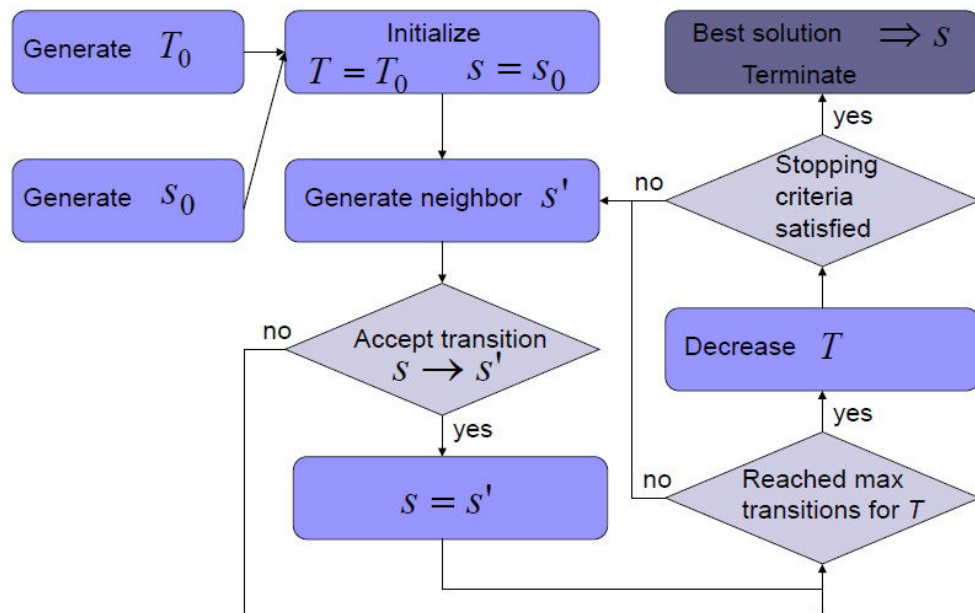 Generate T₀
Generate s₀
Initialize
T = T₀ s = s₀
Generate neighbor s'
no
Accept transition
s → s'
yes
s = s'
Best solution ⇒ s
Terminate
yes
no
Stopping
criteria
satisfied
Decrease T
yes
no
Reached max
transitions for T